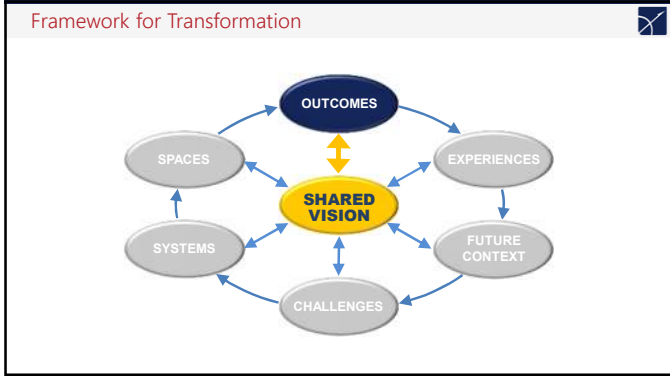 Framework for Transformation
OUTCOMES
SPACES
EXPERIENCES
SHARED
VISION
SYSTEMS
FUTURE
CONTEXT
CHALLENGES